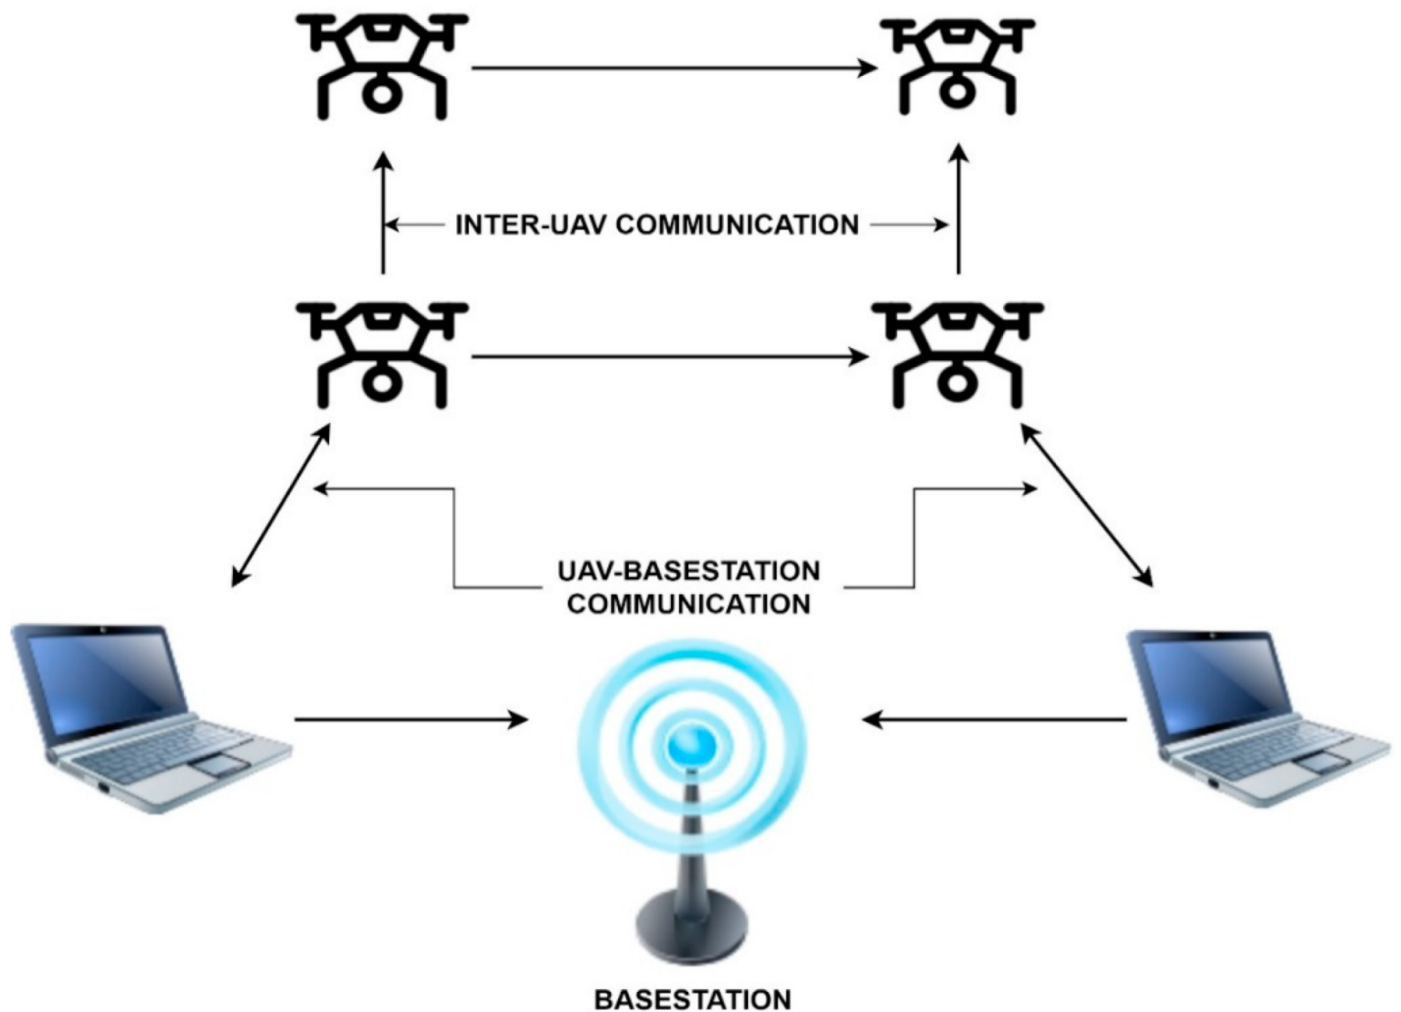 INTER-UAV COMMUNICATION
UAV-BASESTATION
COMMUNICATION
BASESTATION